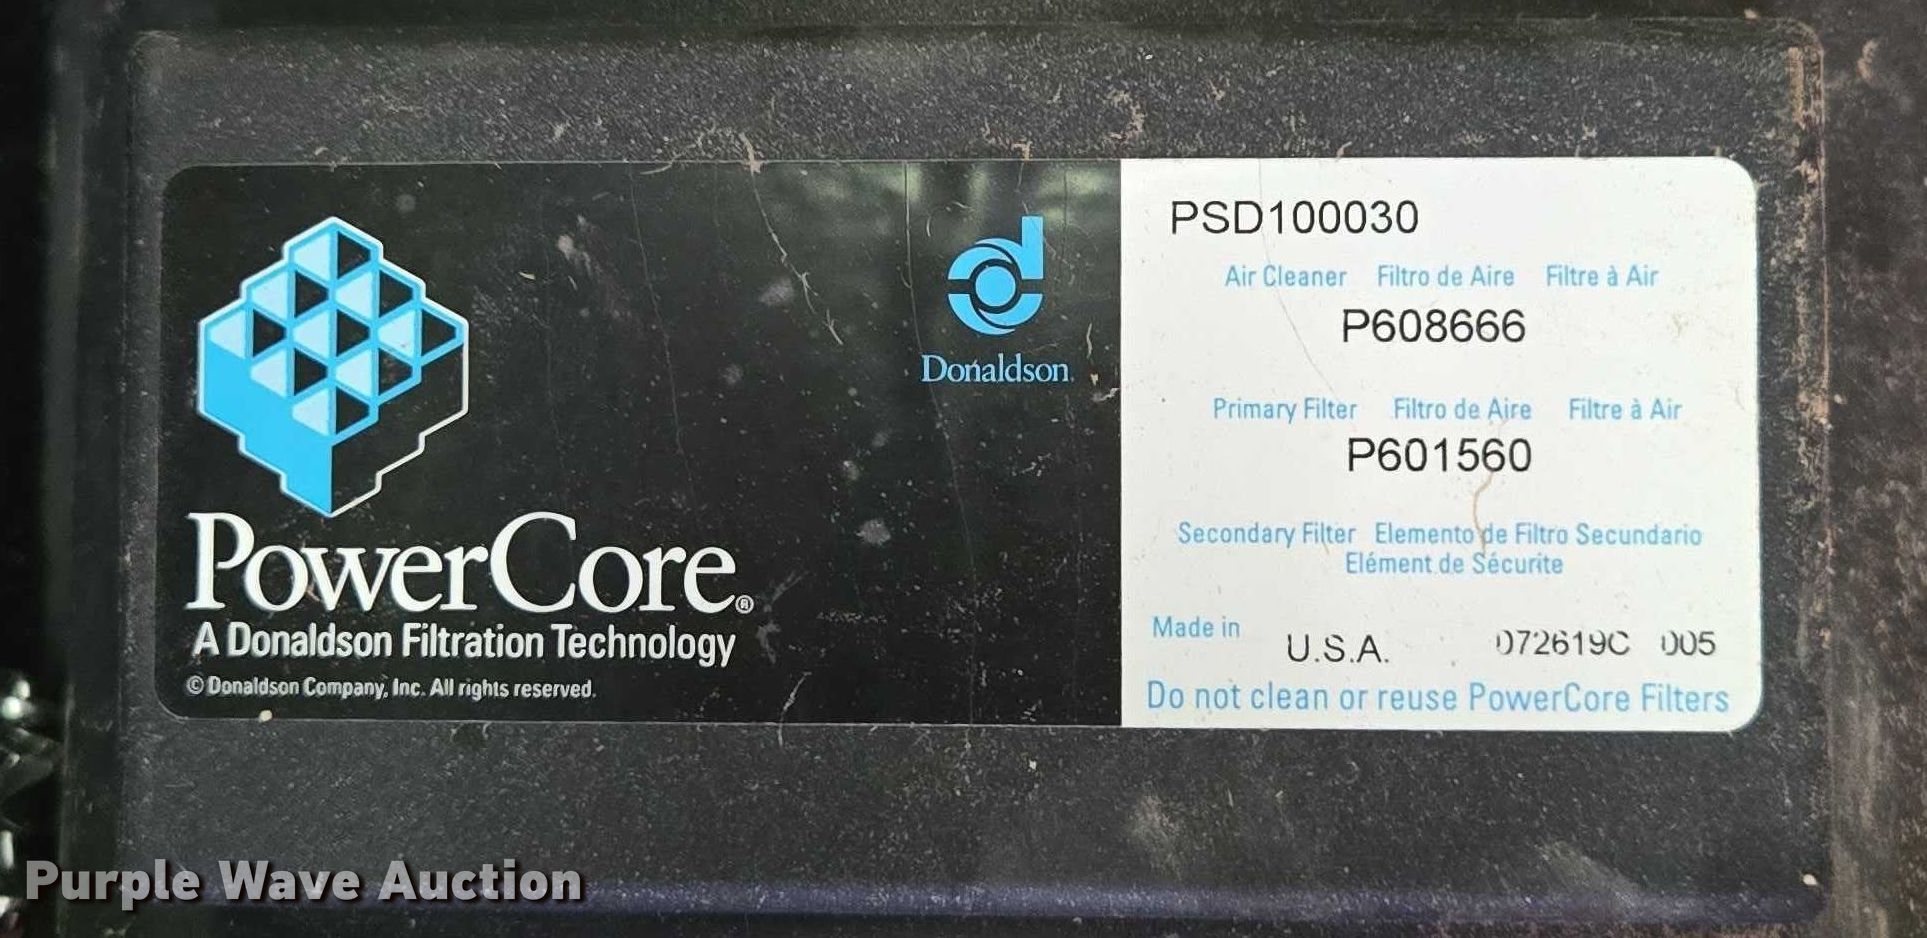 PowerCore®
A Donaldson Filtration Technology
© Donaldson Company, Inc. All rights reserved.
Donaldson
PSD100030
Air Cleaner Filtro de Aire Filtre à Air
P608666
Primary Filter Filtro de Aire Filtre à Air
P601560
Secondary Filter Elemento de Filtro Secundario
Elément de Sécurite
Made in U.S.A. 072619C 005
Do not clean or reuse PowerCore Filters
Purple Wave Auction